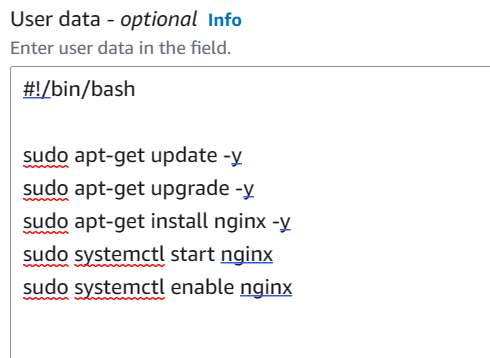 User data - optional Info
Enter user data in the field.
#!/bin/bash
sudo apt-get update -y
sudo apt-get upgrade -y
sudo apt-get install nginx -y
sudo systemctl start nginx
sudo systemctl enable nginx